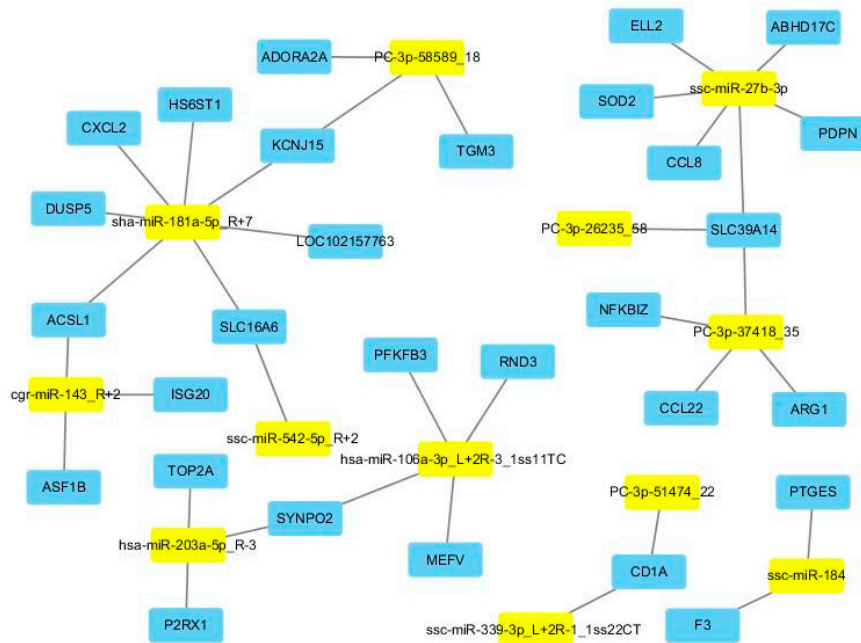 ELL2
ABHD17C
ADORA2A
PC-3p-58589_18
ssc-miR-27b-3p
HS6ST1
SOD2
CXCL2
PDPN
KCNJ15
TGM3
CCL8
DUSP5
sha-miR-181a-5p_R+7
PC-3p-26235_58
SLC39A14
LOC102157763
NFKBIZ
ACSL1
SLC16A6
PC-3p-37418_35
PFKFB3
RND3
cgr-miR-143_R+2
ISG20
CCL22
ARG1
ssc-miR-542-5p_R+2
hsa-miR-106a-3p_L+2R-3_1ss11TC
TOP2A
ASF1B
PC-3p-51474_22
PTGES
SYNPO2
hsa-miR-203a-5p_R-3
MEFV
CD1A
ssc-miR-184
P2RX1
ssc-miR-339-3p_L+2R-1_1ss22CT
F3